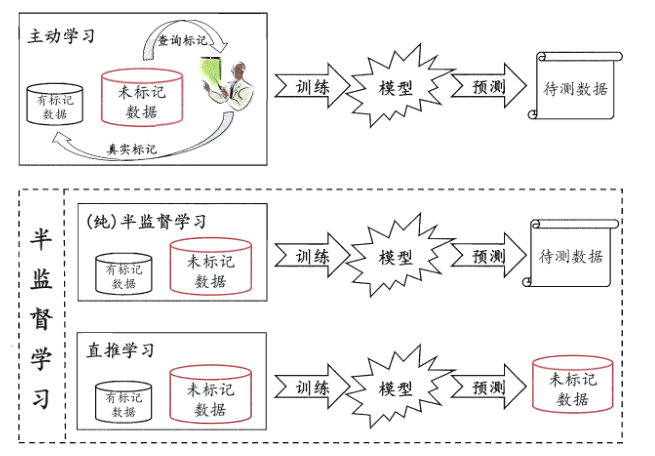 主动学习
查询标记
有标记
数据
未标记
数据
真实标记
训练
模型
预测
待测数据
半监督学习
(纯)半监督学习
有标记
数据
未标记
数据
训练
模型
预测
待测数据
直推学习
有标记
数据
未标记
数据
训练
模型
预测
未标记
数据